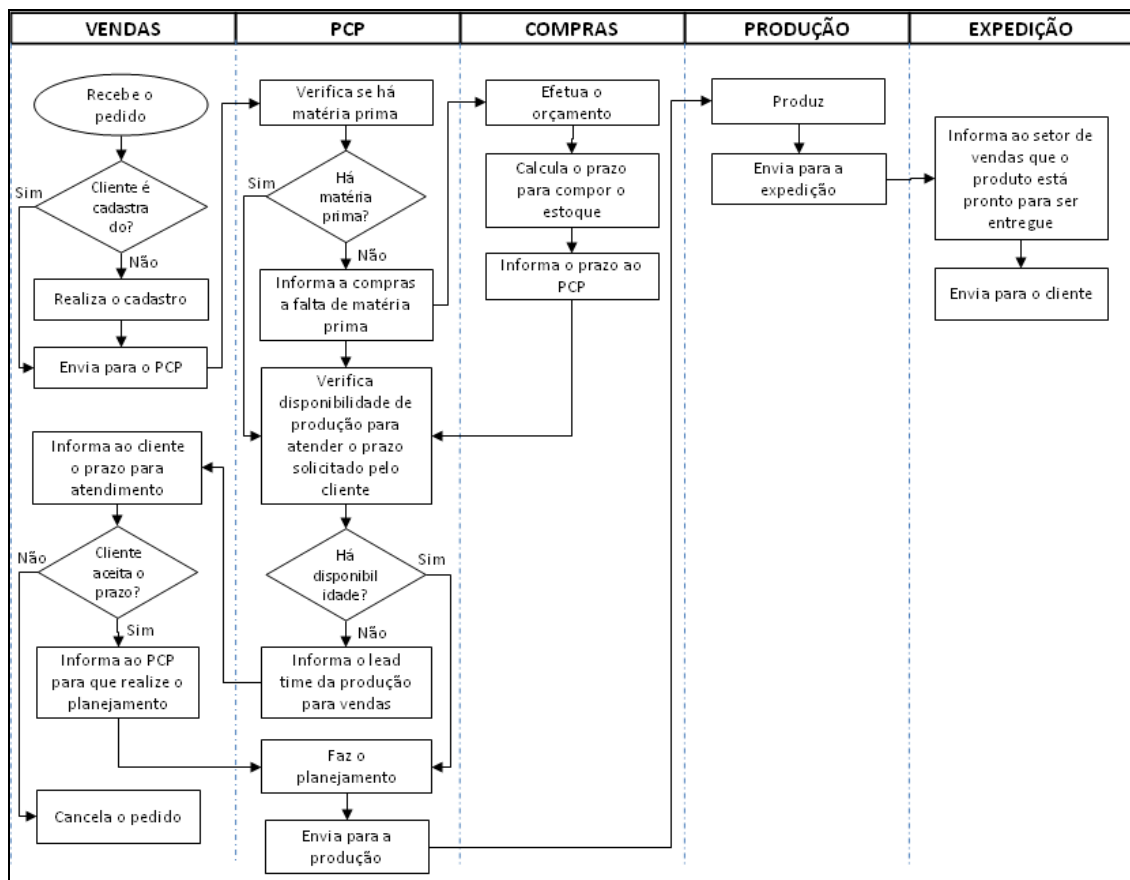 VENDAS
PCP
COMPRAS
PRODUÇÃO
EXPEDIÇÃO
Recebe o
pedido
Sim
Cliente é
cadastra
do?
Não
Realiza o cadastro
Envia para o PCP
Informa ao cliente
o prazo para
atendimento
Não
Cliente
aceita o
prazo?
Sim
Informa ao PCP
para que realize o
planejamento
Cancela o pedido
Verifica se há
matéria prima
Sim
Há
matéria
prima?
Não
Informa a compras
a falta de matéria
prima
Verifica
disponibilidade de
produção para
atender o prazo
solicitado pelo
cliente
Há
disponibil
idade?
Sim
Não
Informa o lead
time da produção
para vendas
Faz o
planejamento
Envia para a
produção
Efetua o
orçamento
Calcula o prazo
para compor o
estoque
Informa o prazo ao
PCP
Produz
Envia para a
expedição
Informa ao setor de
vendas que o
produto está
pronto para ser
entregue
Envia para o cliente